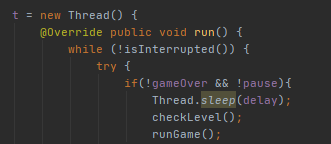 t = new Thread() {
@Override public void run() {
while (!isInterrupted()) {
try {
if(!gameOver && !pause){
Thread.sleep(delay);
checkLevel();
runGame();